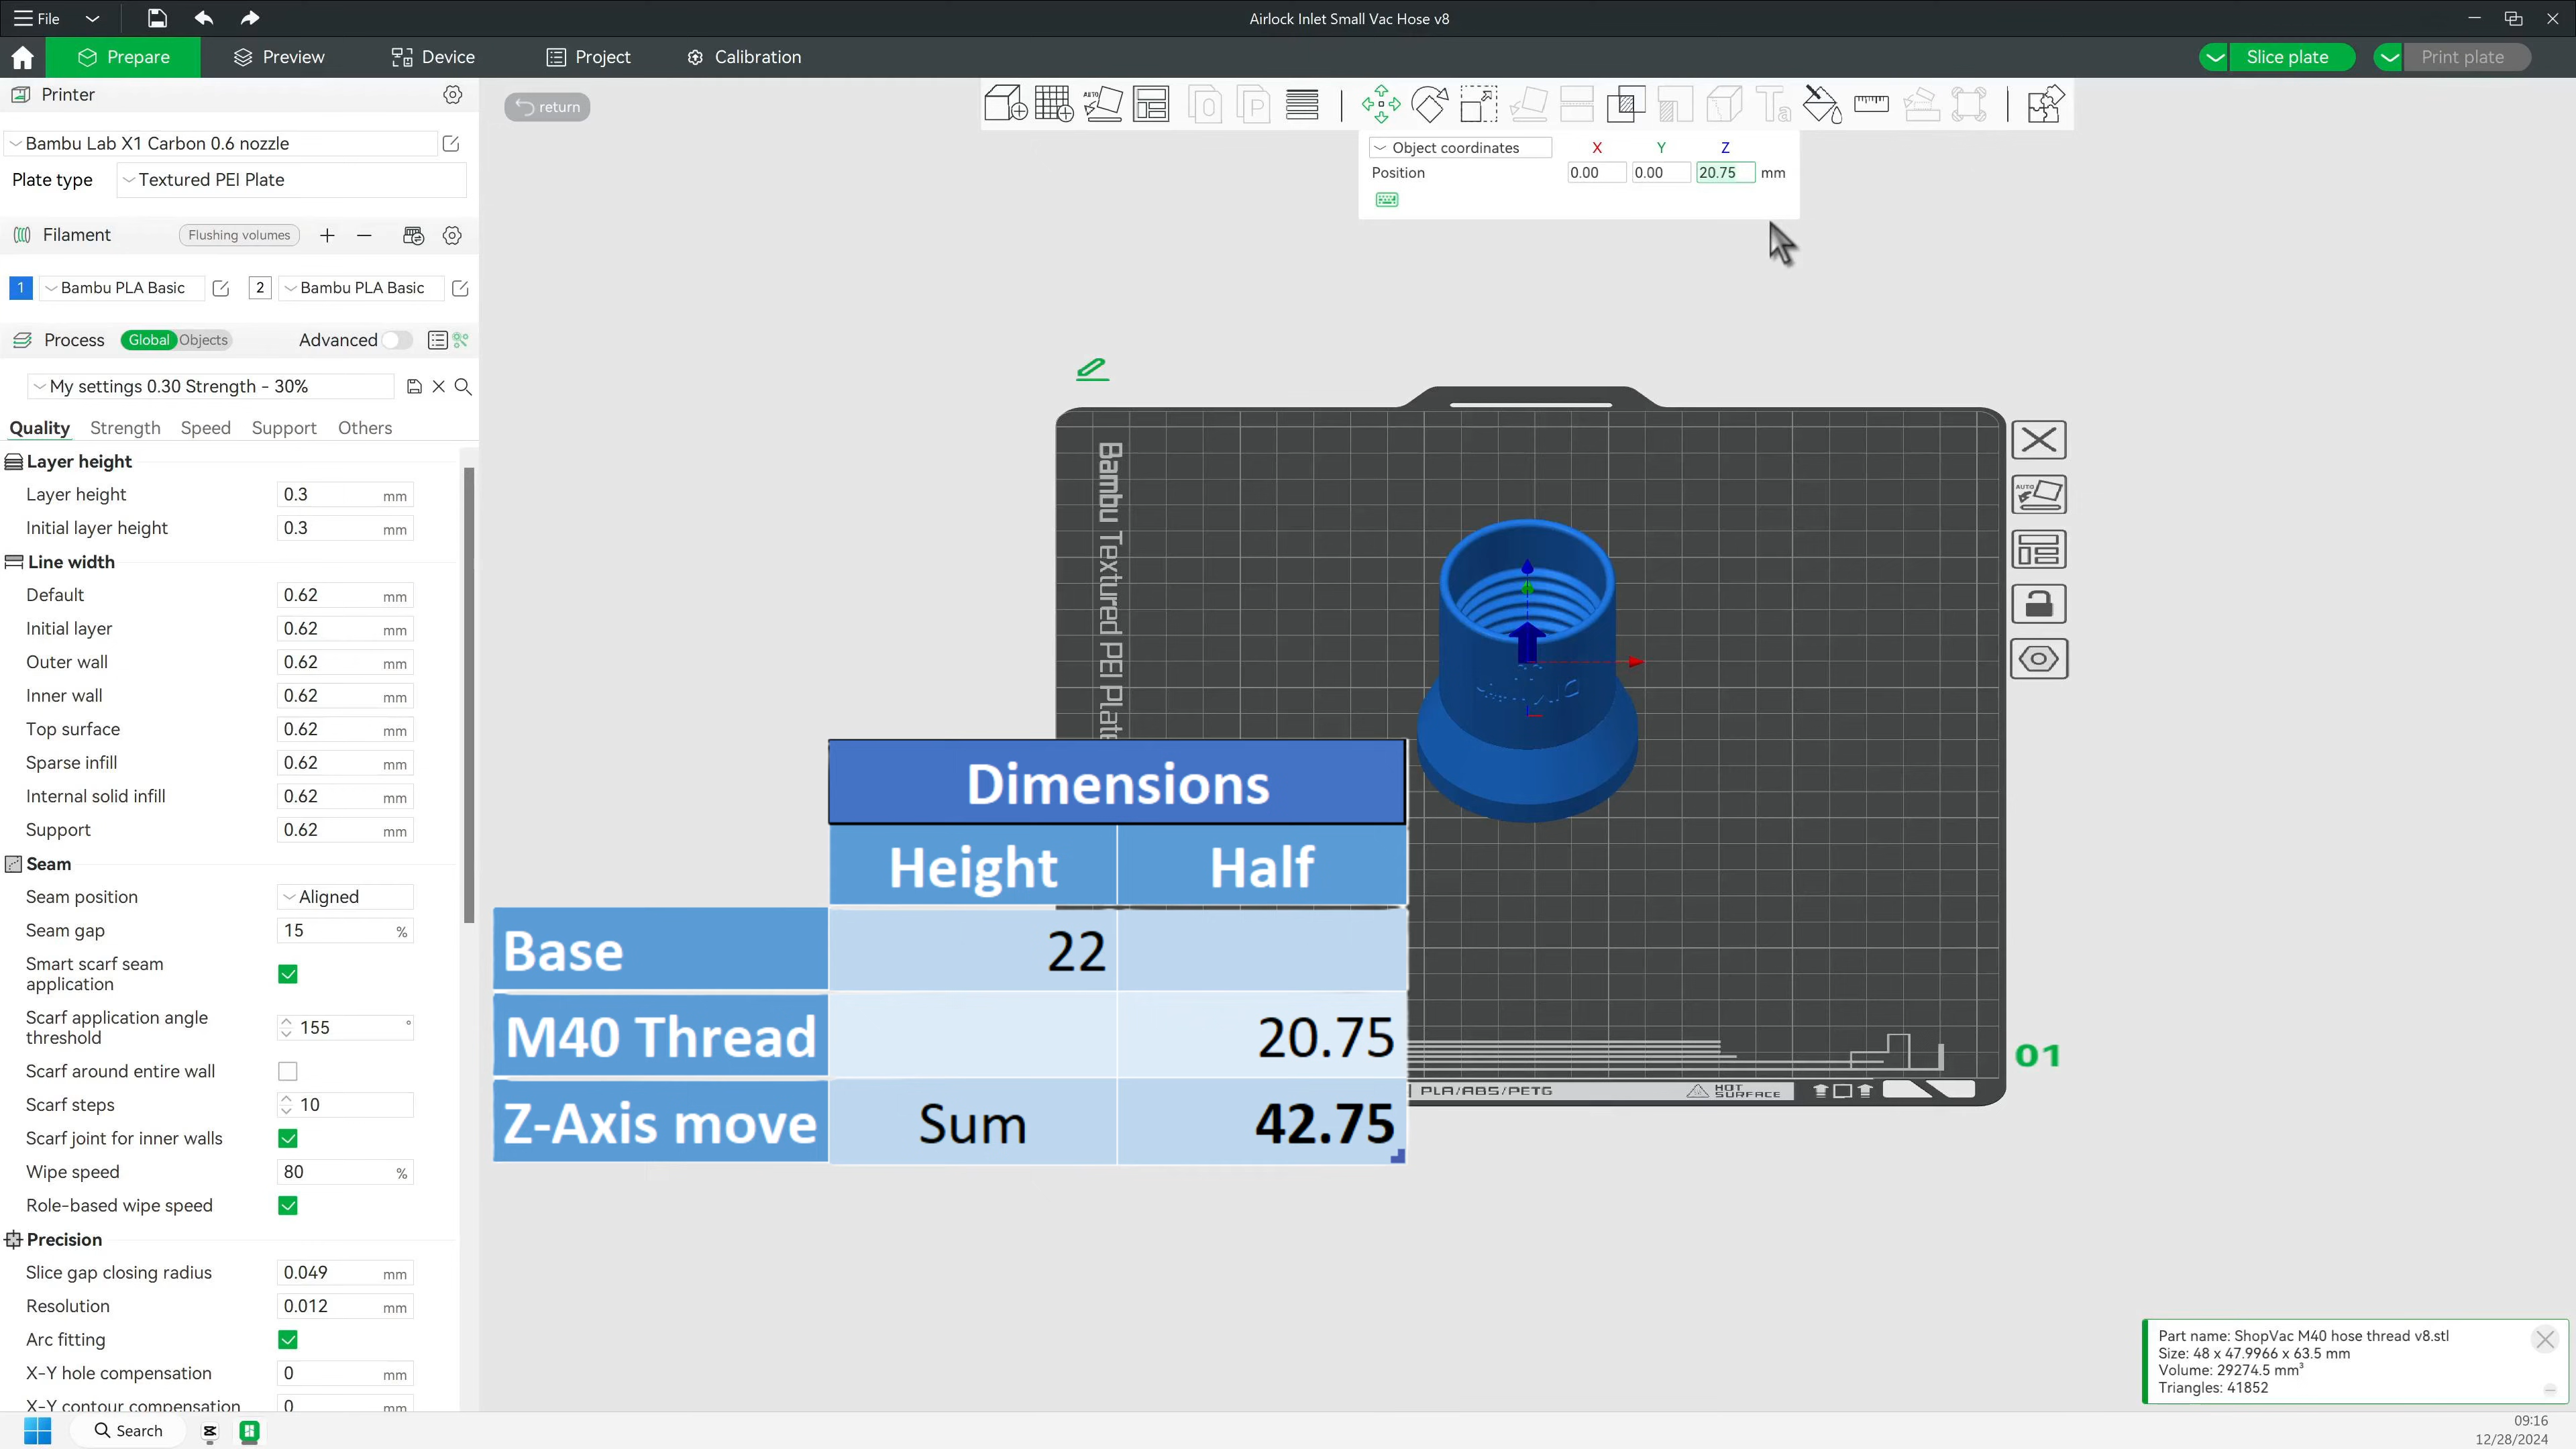 File
Airlock Inlet Small Vac Hose v8
Prepare
Preview
Device
Project
Calibration
Slice plate
Print plate
Printer
Bambu Lab X1 Carbon 0.6 nozzle
Plate type
Textured PEI Plate
Filament
Flushing volumes
1
Bambu PLA Basic
2
Bambu PLA Basic
Process
Global
Objects
Advanced
My settings 0.30 Strength - 30%
Quality
Strength
Speed
Support
Others
Layer height
Layer height 0.3 mm
Initial layer height 0.3 mm
Line width
Default 0.62 mm
Initial layer 0.62 mm
Outer wall 0.62 mm
Inner wall 0.62 mm
Top surface 0.62 mm
Sparse infill 0.62 mm
Internal solid infill 0.62 mm
Support 0.62 mm
Seam
Seam position Aligned
Seam gap 15 %
Smart scarf seam
application
Scarf application angle
threshold
155 °
Scarf around entire wall
Scarf steps 10
Scarf joint for inner walls
Wipe speed 80 %
Role-based wipe speed
Precision
Slice gap closing radius 0.049 mm
Resolution 0.012 mm
Arc fitting
X-Y hole compensation 0 mm
X-Y contour compensation 0 mm
return
AUTO
Ta
Object coordinates X Y Z
Position 0.00 0.00 20.75 mm
Bambu Textured PEI Plate
AUTO
Dimensions
Height Half
Base 22
M40 Thread 20.75
Z-Axis move Sum 42.75
PLA/ABS/PETG
HOT
SURFACE
01
Part name: ShopVac M40 hose thread v8.stl
Size: 48 x 47.9966 x 63.5 mm
Volume: 29274.5 mm³
Triangles: 41852
Search
09:16
12/28/2024